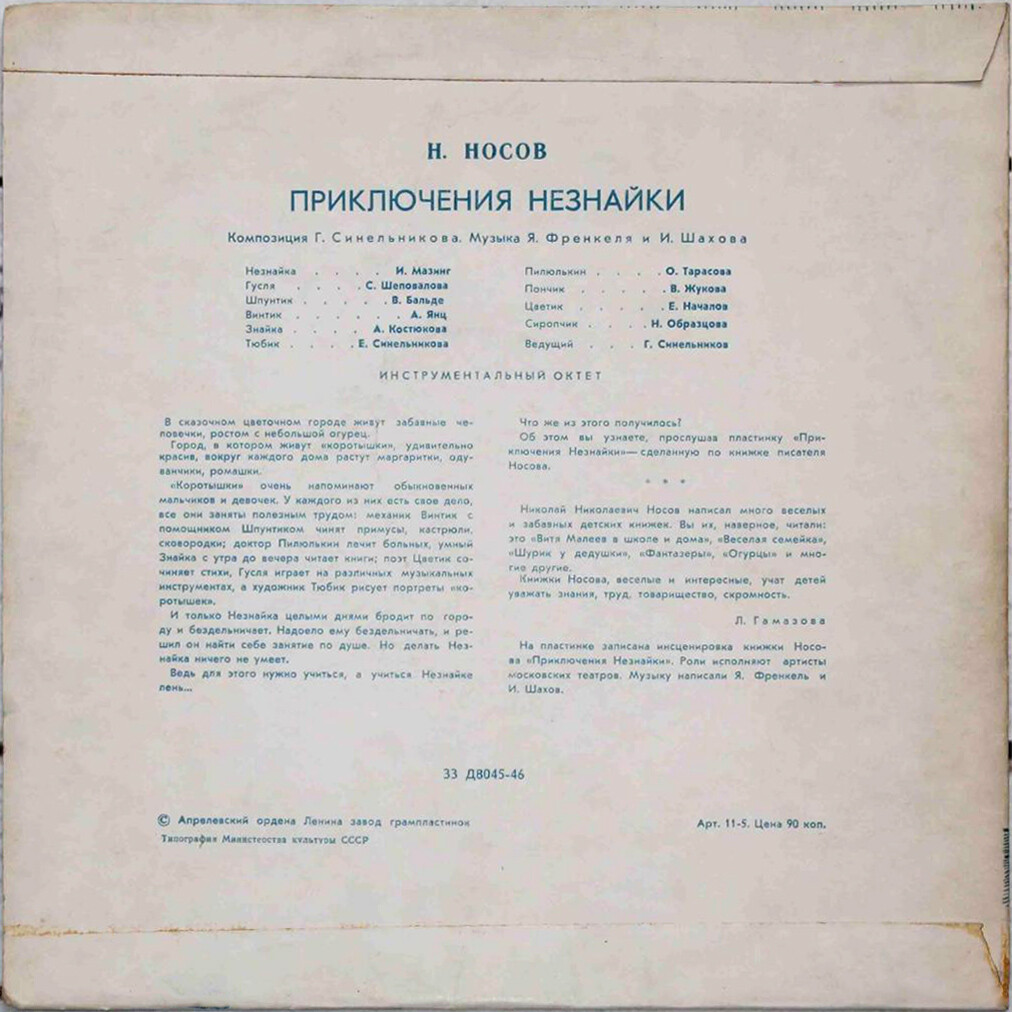 Н. НОСОВ
ПРИКЛЮЧЕНИЯ НЕЗНАЙКИ
Композиция Г. Синельникова. Музыка Я. Френкеля и И. Шахова
Незнайка . . . . И. Мазинг
Гусля . . . . С. Шеповалова
Шпунтик . . . . . В. Бальде
Винтик . . . . . . А. Янц
Знайка . . . . А. Костюкова
Тюбик . . . . Е. Синельникова
Пилюлькин . . . . О. Тарасова
Пончик . . . . . В. Жукова
Цветик . . . . . Е. Началов
Сиропчик . . . . Н. Образцова
Ведущий . . . Г. Синельников
ИНСТРУМЕНТАЛЬНЫЙ ОКТЕТ
В сказочном цветочном городе живут забавные че-
ловечки, ростом с небольшой огурец.
Город, в котором живут «коротышки», удивительно
красив, вокруг каждого дома растут маргаритки, оду-
ванчики, ромашки.
«Коротышки» очень напоминают обыкновенных
мальчиков и девочек. У каждого из них есть свое дело,
все они заняты полезным трудом: механик Винтик с
помощником Шпунтиком чинят примусы, кастрюли,
сковородки; доктор Пилюлькин лечит больных, умный
Знайка с утра до вечера читает книги; поэт Цветик со-
чиняет стихи, Гусля играет на различных музыкальных
инструментах, а художник Тюбик рисует портреты «ко-
ротышек».
И только Незнайка целыми днями бродит по горо-
ду и бездельничает. Надоело ему бездельничать, и ре-
шил он найти себе занятие по душе. Но делать Нез-
найка ничего не умеет.
Ведь для этого нужно учиться, а учиться Незнайке
лень...
Что же из этого получилось?
Об этом вы узнаете, прослушав пластинку «При-
ключения Незнайки»— сделанную по книжке писателя
Носова.
* * *
Николай Николаевич Носов написал много веселых
и забавных детских книжек. Вы их, наверное, читали:
это «Витя Малеев в школе и дома», «Веселая семейка»,
«Шурик у дедушки», «Фантазеры», «Огурцы» и мно-
гие другие.
Книжки Носова, веселые и интересные, учат детей
уважать знания, труд, товарищество, скромность.
Л. Гамазова
На пластинке записана инсценировка книжки Носо-
ва «Приключения Незнайки». Роли исполняют артисты
московских театров. Музыку написали Я. Френкель и
И. Шахов.
33 Д8045-46
© Апрелевский ордена Ленина завод грампластинок
Типография Министерства культуры СССР
Арт. 11-5. Цена 90 коп.